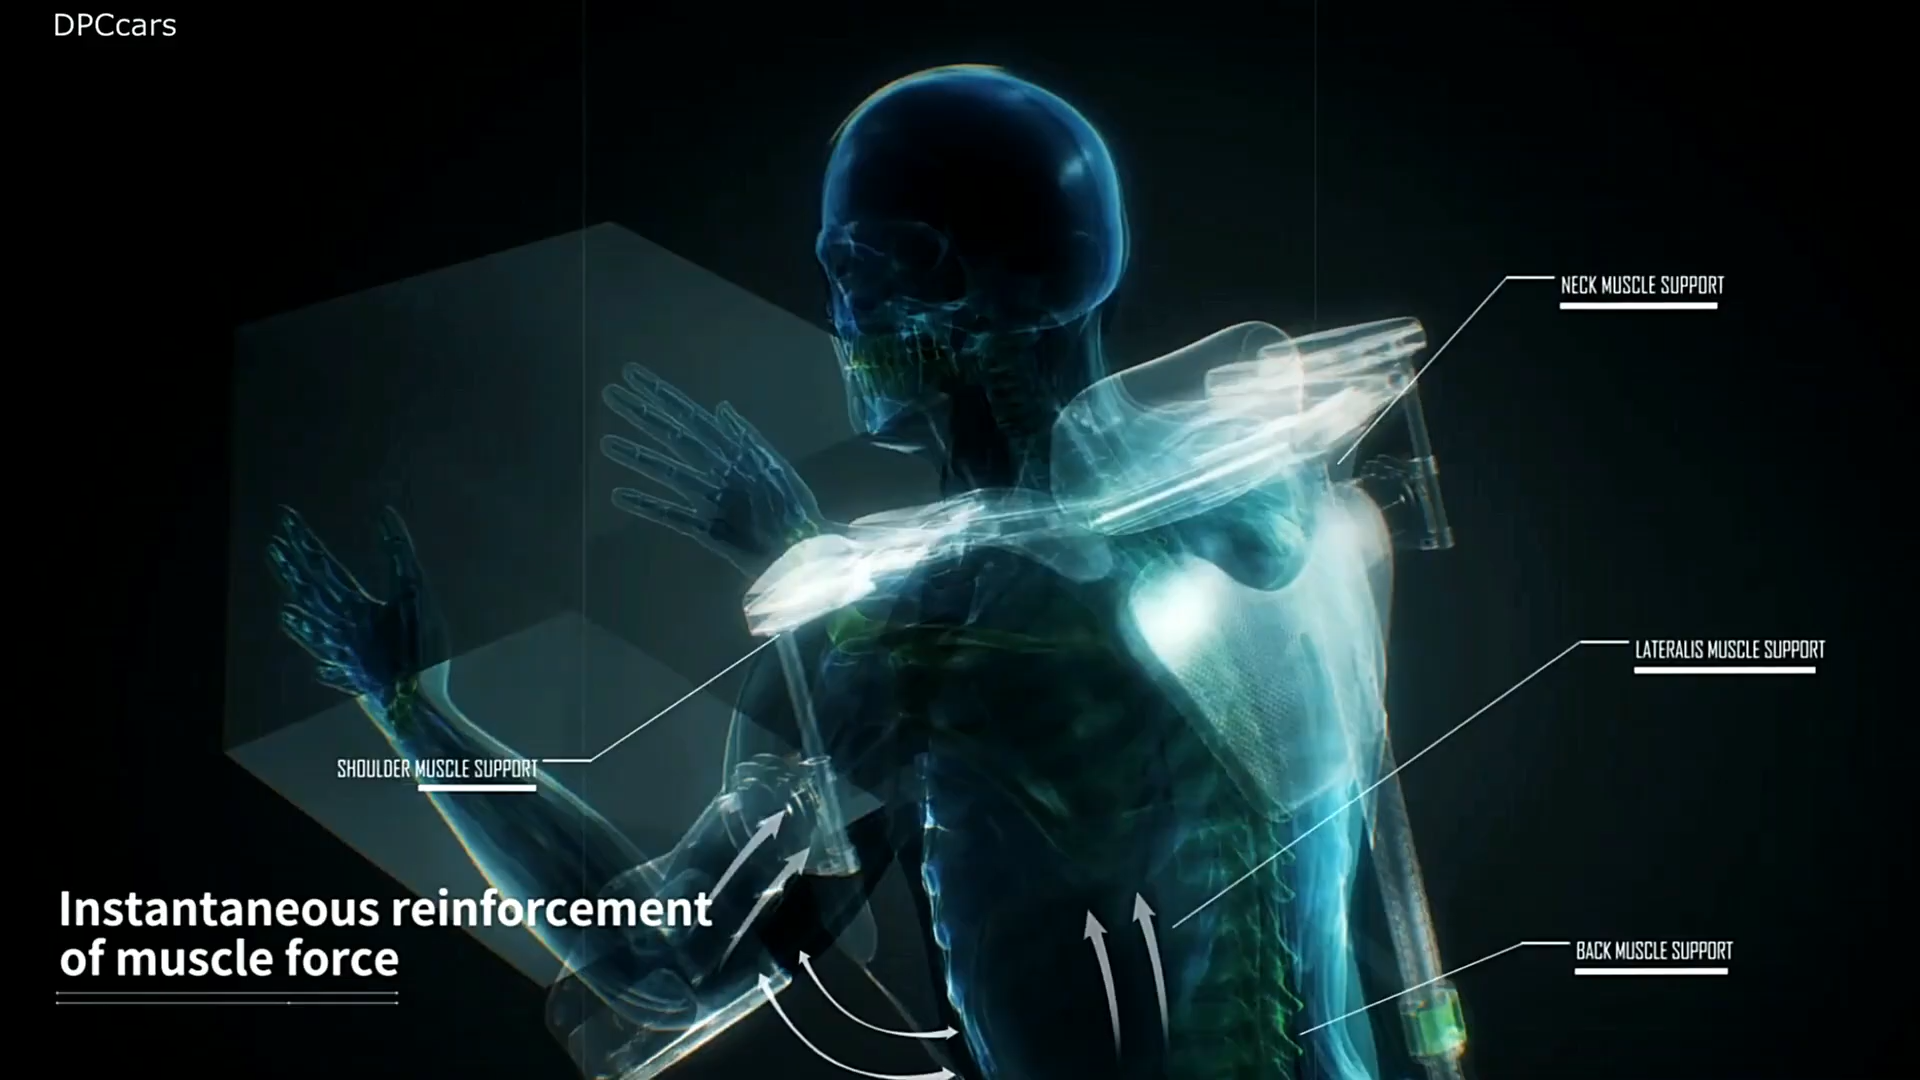 DPCcars
NECK MUSCLE SUPPORT
LATERALIS MUSCLE SUPPORT
SHOULDER MUSCLE SUPPORT
Instantaneous reinforcement
of muscle force
BACK MUSCLE SUPPORT